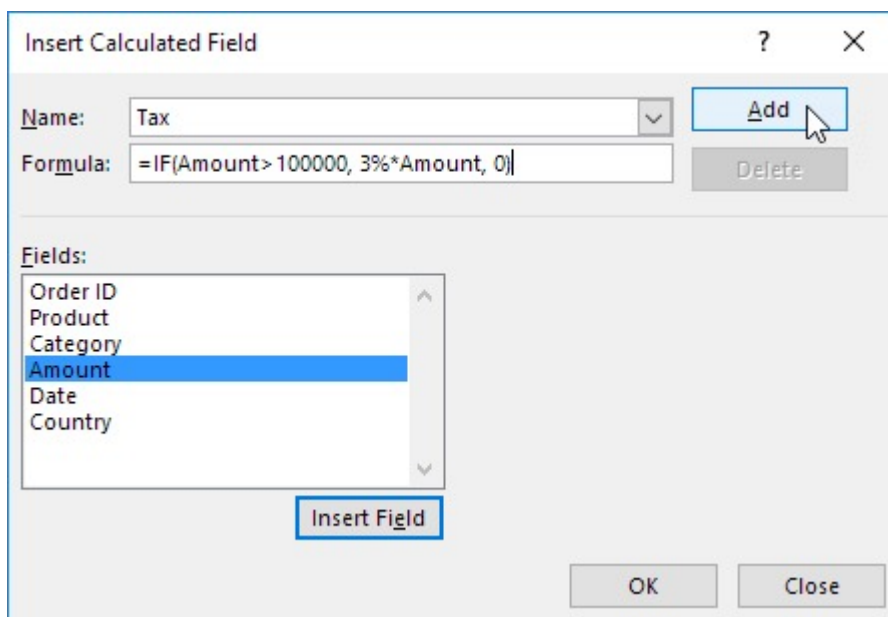 Insert Calculated Field
?
Name: Tax
Add
Formula: =IF(Amount>100000, 3%*Amount, 0)
Delete
Fields:
Order ID
Product
Category
Amount
Date
Country
Insert Field
OK
Close